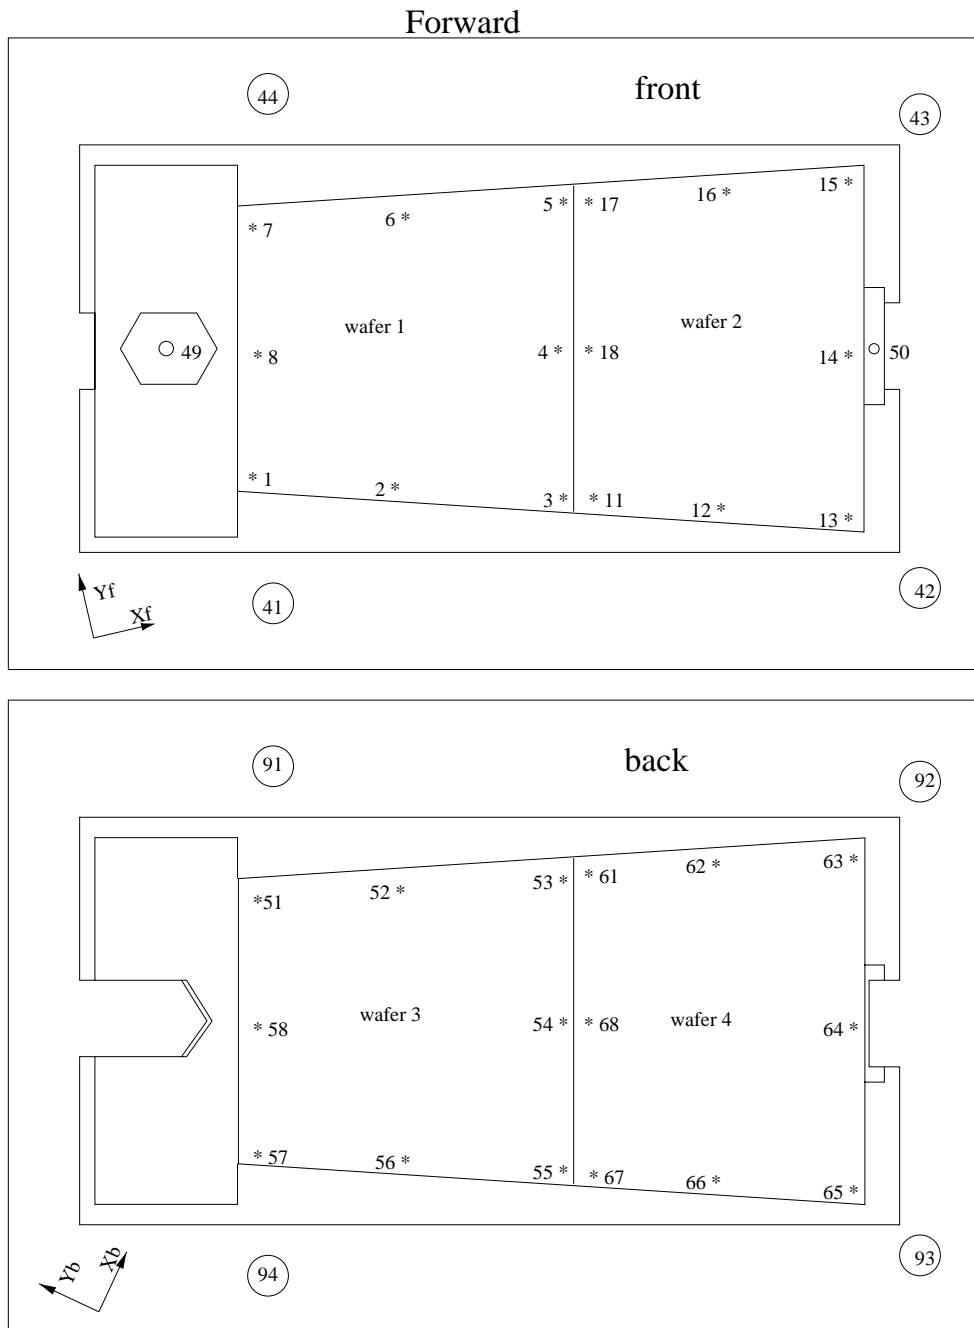 Forward
front
44
43
15 *
16 *
5 * * 17
6 *
* 7
wafer 1
wafer 2
49
* 8
4 * * 18
14 *
50
* 1
2 *
3 * * 11
12 *
13 *
Yf
Xf
41
42
back
91
92
63 *
62 *
53 * * 61
52 *
*51
wafer 3
wafer 4
* 58
54 * * 68
64 *
* 57
56 *
55 * * 67
66 *
65 *
Yb
Xb
94
93